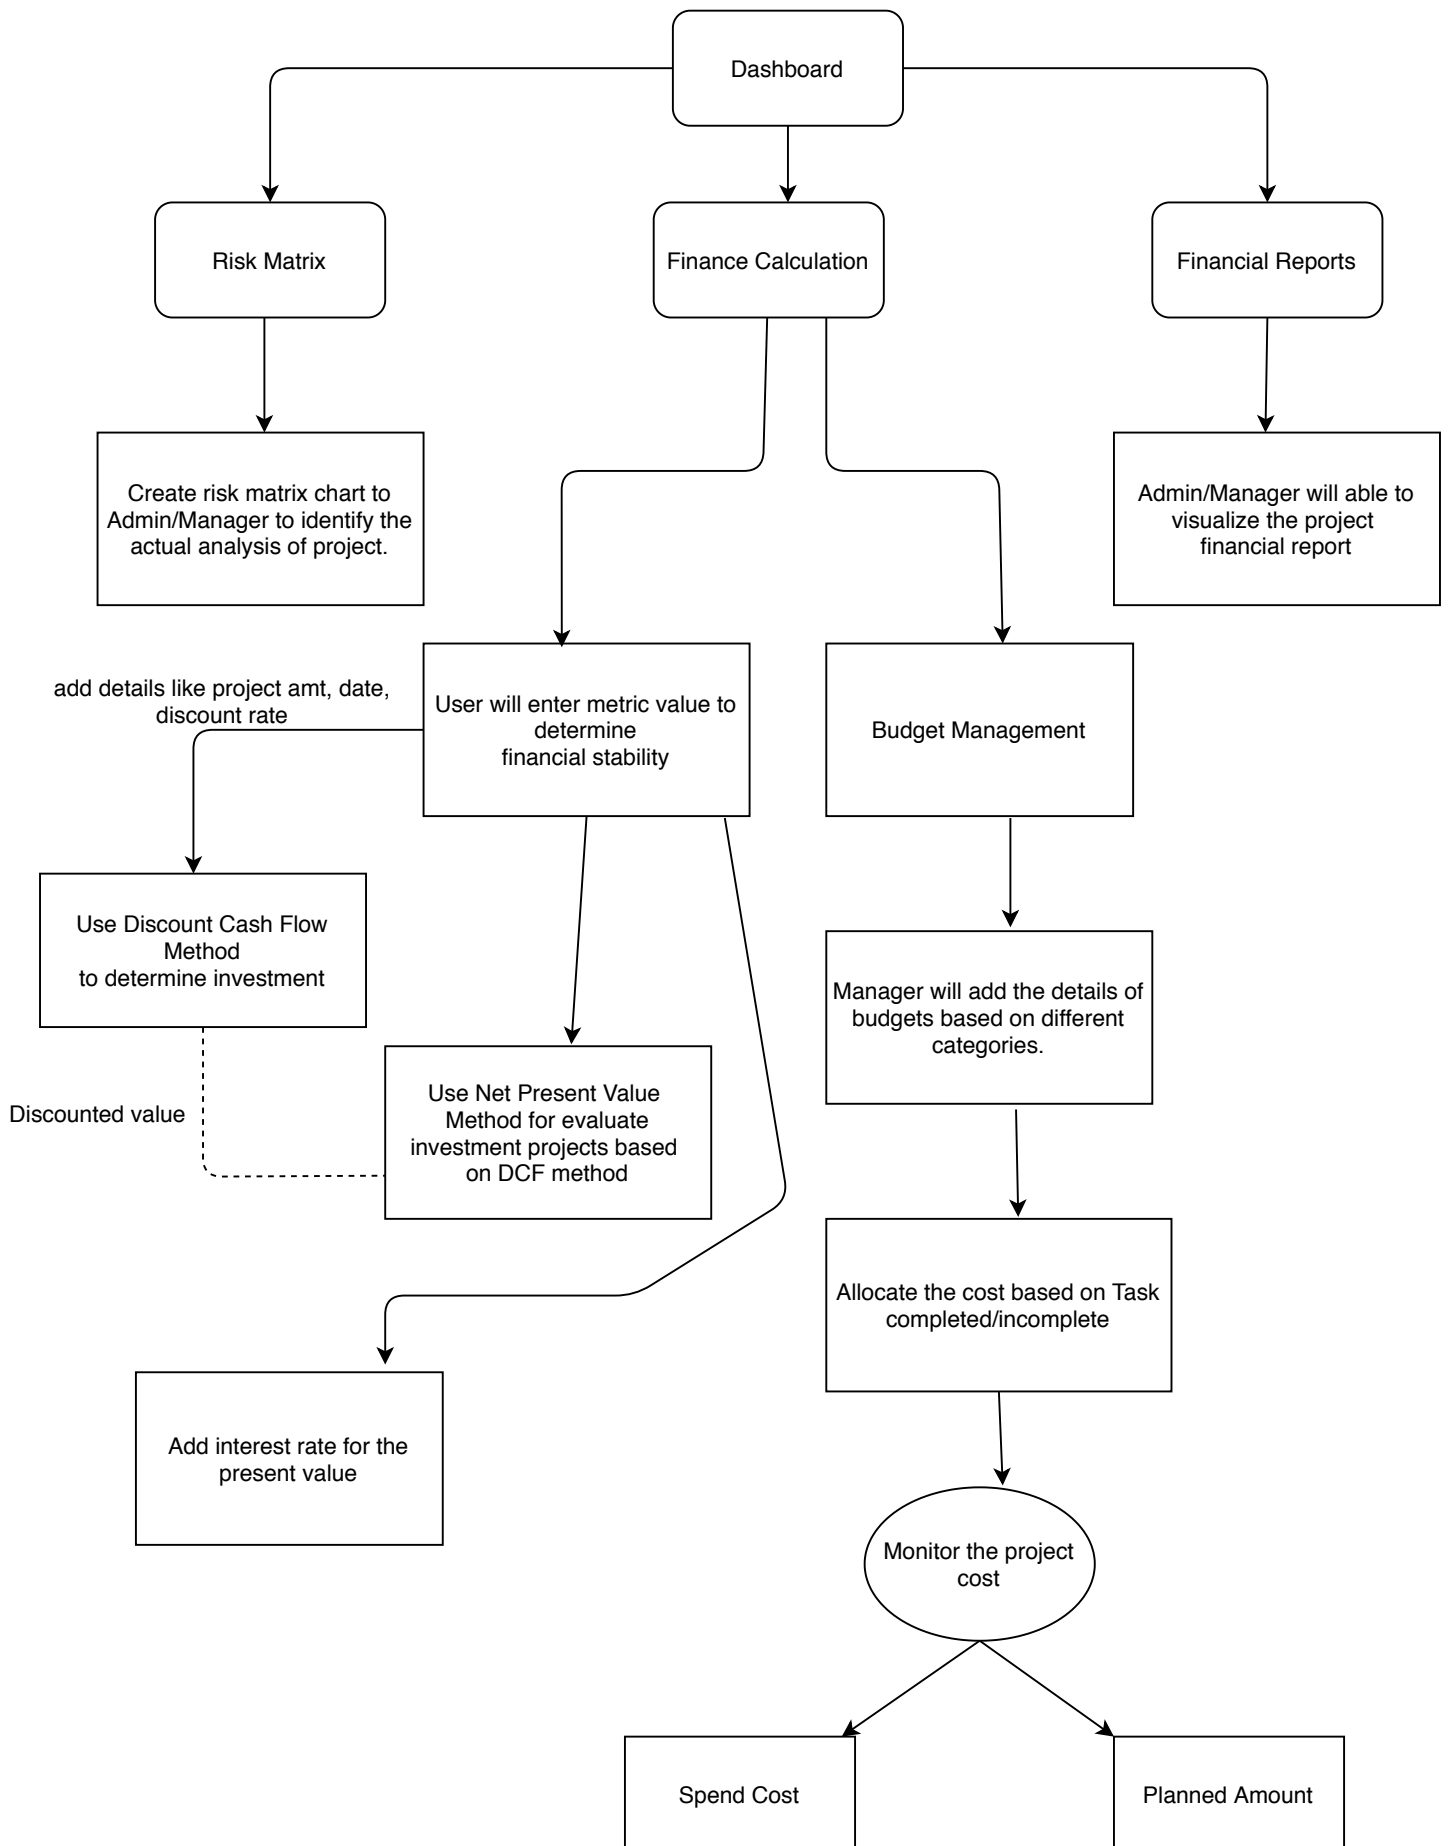 Dashboard
Risk Matrix
Finance Calculation
Financial Reports
Create risk matrix chart to
Admin/Manager to identify the
actual analysis of project.
Admin/Manager will able to
visualize the project
financial report
add details like project amt, date,
discount rate
User will enter metric value to
determine
financial stability
Budget Management
Use Discount Cash Flow
Method
to determine investment
Manager will add the details of
budgets based on different
categories.
Discounted value
Use Net Present Value
Method for evaluate
investment projects based
on DCF method
Allocate the cost based on Task
completed/incomplete
Add interest rate for the
present value
Monitor the project
cost
Spend Cost
Planned Amount